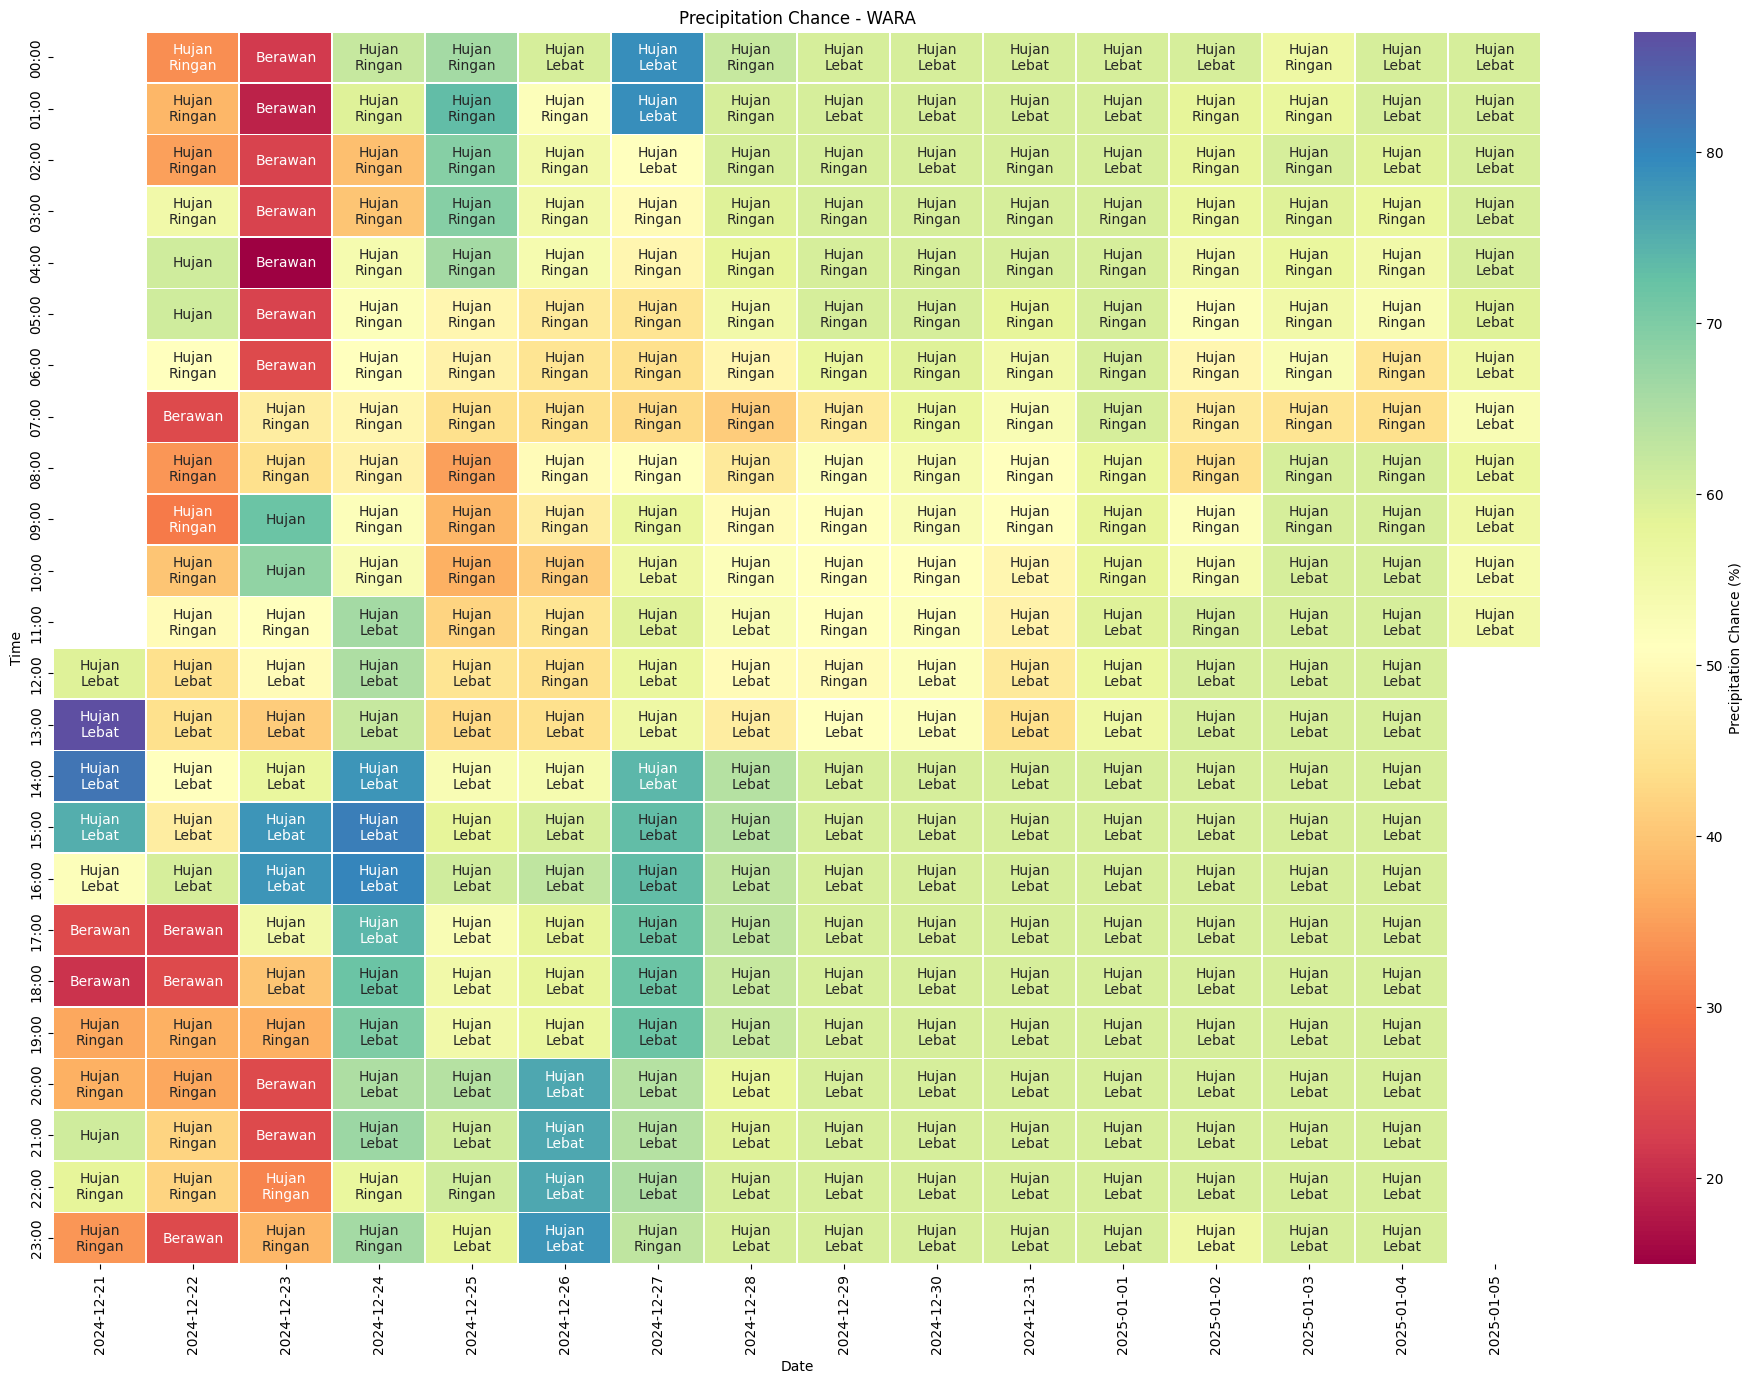 Precipitation Chance - WARA
00:00 Hujan Ringan Berawan Hujan Ringan Hujan Ringan Hujan Lebat Hujan Lebat Hujan Ringan Hujan Lebat Hujan Lebat Hujan Lebat Hujan Lebat Hujan Lebat Hujan Ringan Hujan Lebat Hujan Lebat
01:00 Hujan Ringan Berawan Hujan Ringan Hujan Ringan Hujan Ringan Hujan Lebat Hujan Ringan Hujan Lebat Hujan Lebat Hujan Lebat Hujan Lebat Hujan Ringan Hujan Ringan Hujan Lebat Hujan Lebat
02:00 Hujan Ringan Berawan Hujan Ringan Hujan Ringan Hujan Ringan Hujan Lebat Hujan Ringan Hujan Ringan Hujan Lebat Hujan Ringan Hujan Lebat Hujan Ringan Hujan Ringan Hujan Lebat Hujan Lebat
03:00 Hujan Ringan Berawan Hujan Ringan Hujan Ringan Hujan Ringan Hujan Ringan Hujan Ringan Hujan Ringan Hujan Ringan Hujan Ringan Hujan Ringan Hujan Ringan Hujan Ringan Hujan Ringan Hujan Lebat
04:00 Hujan Berawan Hujan Ringan Hujan Ringan Hujan Ringan Hujan Ringan Hujan Ringan Hujan Ringan Hujan Ringan Hujan Ringan Hujan Ringan Hujan Ringan Hujan Ringan Hujan Ringan Hujan Lebat
05:00 Hujan Berawan Hujan Ringan Hujan Ringan Hujan Ringan Hujan Ringan Hujan Ringan Hujan Ringan Hujan Ringan Hujan Ringan Hujan Ringan Hujan Ringan Hujan Ringan Hujan Ringan Hujan Lebat
06:00 Hujan Ringan Berawan Hujan Ringan Hujan Ringan Hujan Ringan Hujan Ringan Hujan Ringan Hujan Ringan Hujan Ringan Hujan Ringan Hujan Ringan Hujan Ringan Hujan Ringan Hujan Ringan Hujan Lebat
07:00 Berawan Hujan Ringan Hujan Ringan Hujan Ringan Hujan Ringan Hujan Ringan Hujan Ringan Hujan Ringan Hujan Ringan Hujan Ringan Hujan Ringan Hujan Ringan Hujan Ringan Hujan Ringan Hujan Lebat
08:00 Hujan Ringan Hujan Ringan Hujan Ringan Hujan Ringan Hujan Ringan Hujan Ringan Hujan Ringan Hujan Ringan Hujan Ringan Hujan Ringan Hujan Ringan Hujan Ringan Hujan Ringan Hujan Ringan Hujan Lebat
09:00 Hujan Ringan Hujan Hujan Ringan Hujan Ringan Hujan Ringan Hujan Ringan Hujan Ringan Hujan Ringan Hujan Ringan Hujan Ringan Hujan Ringan Hujan Ringan Hujan Ringan Hujan Ringan Hujan Lebat
10:00 Hujan Ringan Hujan Hujan Ringan Hujan Ringan Hujan Ringan Hujan Lebat Hujan Ringan Hujan Ringan Hujan Ringan Hujan Lebat Hujan Ringan Hujan Ringan Hujan Lebat Hujan Lebat Hujan Lebat
11:00 Hujan Ringan Hujan Ringan Hujan Lebat Hujan Ringan Hujan Ringan Hujan Lebat Hujan Lebat Hujan Ringan Hujan Ringan Hujan Lebat Hujan Lebat Hujan Ringan Hujan Lebat Hujan Lebat Hujan Lebat
12:00 Hujan Lebat Hujan Lebat Hujan Lebat Hujan Lebat Hujan Lebat Hujan Ringan Hujan Lebat Hujan Lebat Hujan Ringan Hujan Lebat Hujan Lebat Hujan Lebat Hujan Lebat Hujan Lebat Hujan Lebat
13:00 Hujan Lebat Hujan Lebat Hujan Lebat Hujan Lebat Hujan Lebat Hujan Lebat Hujan Lebat Hujan Lebat Hujan Lebat Hujan Lebat Hujan Lebat Hujan Lebat Hujan Lebat Hujan Lebat Hujan Lebat
14:00 Hujan Lebat Hujan Lebat Hujan Lebat Hujan Lebat Hujan Lebat Hujan Lebat Hujan Lebat Hujan Lebat Hujan Lebat Hujan Lebat Hujan Lebat Hujan Lebat Hujan Lebat Hujan Lebat Hujan Lebat
15:00 Hujan Lebat Hujan Lebat Hujan Lebat Hujan Lebat Hujan Lebat Hujan Lebat Hujan Lebat Hujan Lebat Hujan Lebat Hujan Lebat Hujan Lebat Hujan Lebat Hujan Lebat Hujan Lebat Hujan Lebat
16:00 Hujan Lebat Hujan Lebat Hujan Lebat Hujan Lebat Hujan Lebat Hujan Lebat Hujan Lebat Hujan Lebat Hujan Lebat Hujan Lebat Hujan Lebat Hujan Lebat Hujan Lebat Hujan Lebat Hujan Lebat
17:00 Berawan Berawan Hujan Lebat Hujan Lebat Hujan Lebat Hujan Lebat Hujan Lebat Hujan Lebat Hujan Lebat Hujan Lebat Hujan Lebat Hujan Lebat Hujan Lebat Hujan Lebat Hujan Lebat
18:00 Berawan Berawan Hujan Lebat Hujan Lebat Hujan Lebat Hujan Lebat Hujan Lebat Hujan Lebat Hujan Lebat Hujan Lebat Hujan Lebat Hujan Lebat Hujan Lebat Hujan Lebat Hujan Lebat
19:00 Hujan Ringan Hujan Ringan Hujan Ringan Hujan Lebat Hujan Lebat Hujan Lebat Hujan Lebat Hujan Lebat Hujan Lebat Hujan Lebat Hujan Lebat Hujan Lebat Hujan Lebat Hujan Lebat Hujan Lebat
20:00 Hujan Ringan Hujan Ringan Berawan Hujan Lebat Hujan Lebat Hujan Lebat Hujan Lebat Hujan Lebat Hujan Lebat Hujan Lebat Hujan Lebat Hujan Lebat Hujan Lebat Hujan Lebat Hujan Lebat
21:00 Hujan Hujan Ringan Berawan Hujan Lebat Hujan Lebat Hujan Lebat Hujan Lebat Hujan Lebat Hujan Lebat Hujan Lebat Hujan Lebat Hujan Lebat Hujan Lebat Hujan Lebat Hujan Lebat
22:00 Hujan Ringan Hujan Ringan Hujan Ringan Hujan Ringan Hujan Ringan Hujan Lebat Hujan Lebat Hujan Lebat Hujan Lebat Hujan Lebat Hujan Lebat Hujan Lebat Hujan Lebat Hujan Lebat Hujan Lebat
23:00 Hujan Ringan Berawan Hujan Ringan Hujan Ringan Hujan Lebat Hujan Lebat Hujan Ringan Hujan Lebat Hujan Lebat Hujan Lebat Hujan Lebat Hujan Lebat Hujan Lebat Hujan Lebat Hujan Lebat
Time
2024-12-21
2024-12-22
2024-12-23
2024-12-24
2024-12-25
2024-12-26
2024-12-27
2024-12-28
2024-12-29
2024-12-30
2024-12-31
2025-01-01
2025-01-02
2025-01-03
2025-01-04
2025-01-05
Date
80
70
60
50
40
30
20
Precipitation Chance (%)